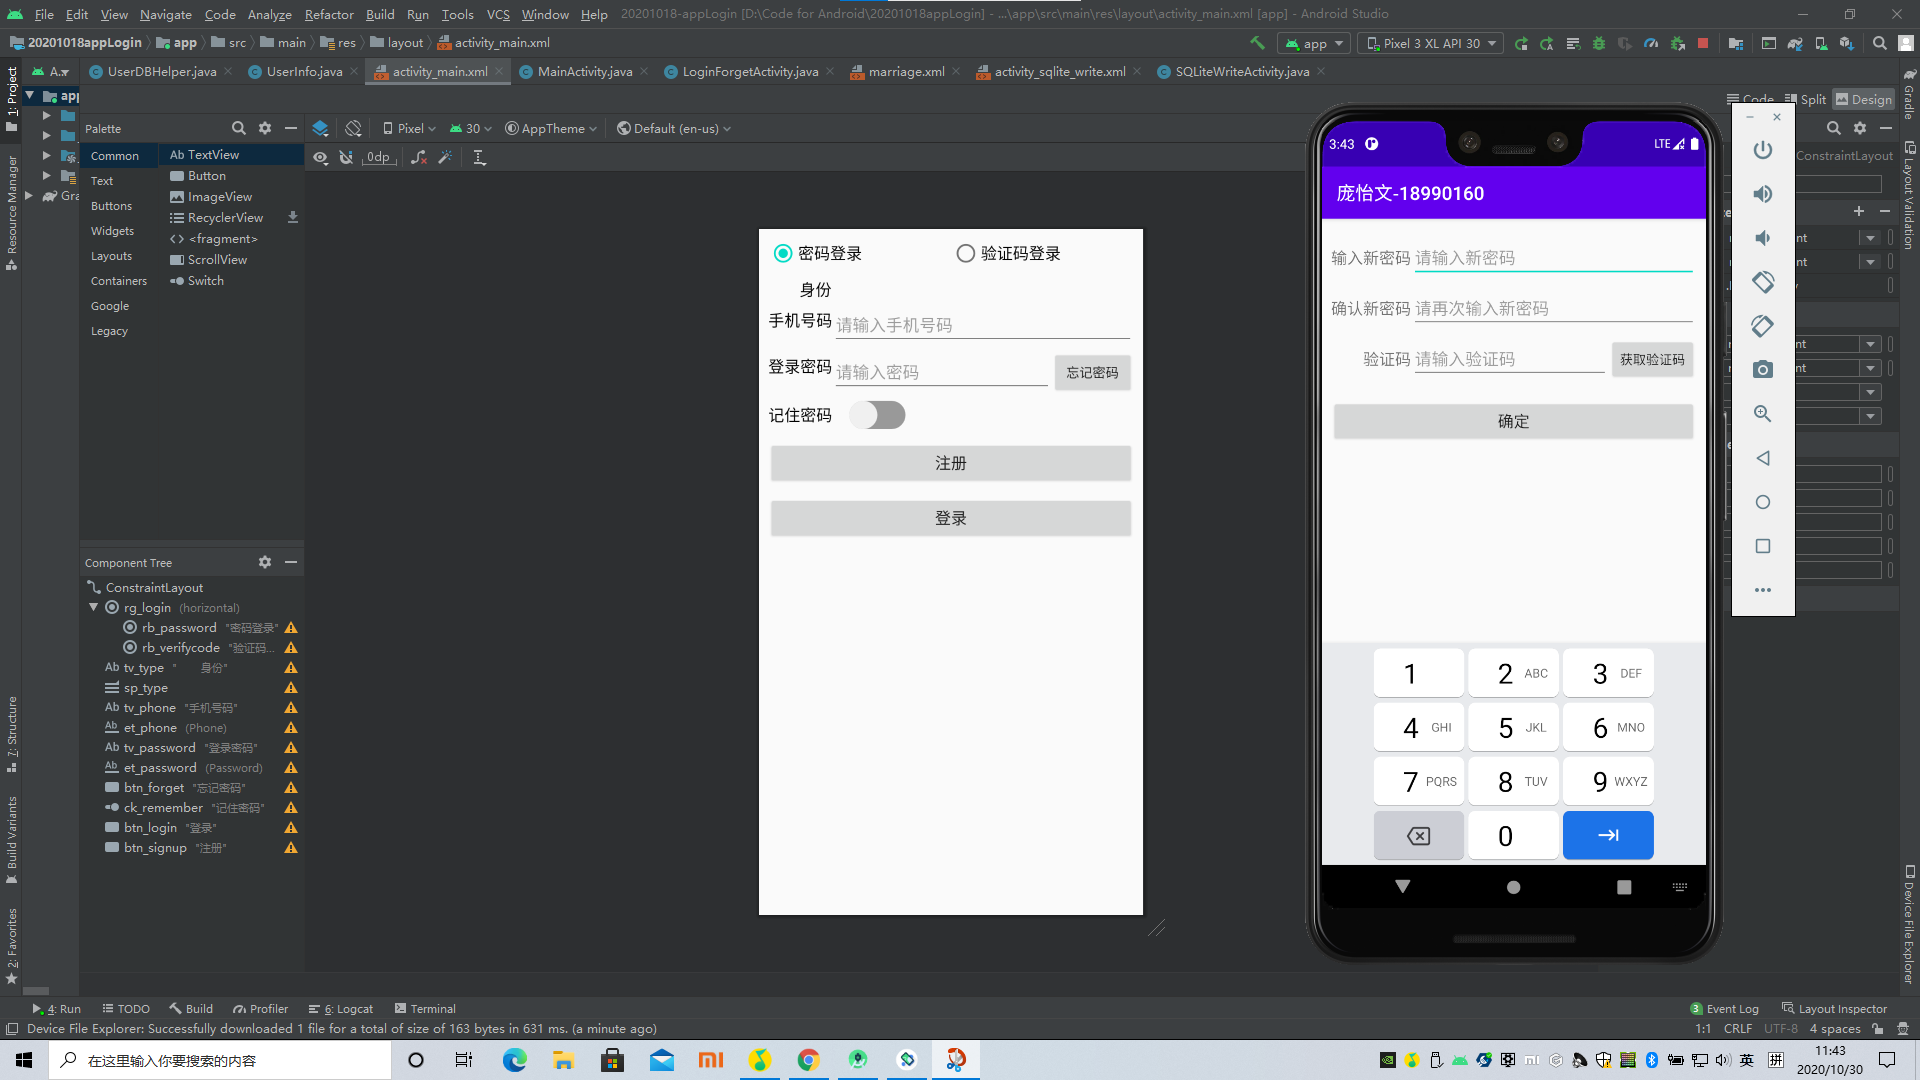 File Edit View Navigate Code Analyze Refactor Build Run Tools VCS Window Help 20201018-appLogin [D:\Code for Android\20201018appLogin] - ...\app\src\main\res\layout\activity_main.xml [app] - Android Studio
20201018appLogin app src main res layout activity_main.xml app Pixel 3 XL API 30
A.. UserDBHelper.java UserInfo.java activity_main.xml MainActivity.java LoginForgetActivity.java marriage.xml activity_sqlite_write.xml SQLiteWriteActivity.java
1: Project
Resource Manager
7: Structure
Build Variants
2: Favorites
app
Gra
Code Split Design
Palette
Common
Text
Buttons
Widgets
Layouts
Containers
Google
Legacy
Ab TextView
Button
ImageView
RecyclerView
<fragment>
ScrollView
Switch
Pixel 30 AppTheme Default (en-us)
0dp
Component Tree
ConstraintLayout
rg_login (horizontal)
rb_password "密码登录"
rb_verifycode "验证码...
Ab tv_type " 身份"
sp_type
Ab tv_phone "手机号码"
Ab et_phone (Phone)
Ab tv_password "登录密码"
Ab et_password (Password)
btn_forget "忘记密码"
ck_remember "记住密码"
btn_login "登录"
btn_signup "注册"
密码登录 验证码登录
身份
手机号码 请输入手机号码
登录密码 请输入密码 忘记密码
记住密码
注册
登录
3:43 LTE
庞怡文-18990160
输入新密码 请输入新密码
确认新密码 请再次输入新密码
验证码 请输入验证码 获取验证码
确定
1 2 ABC 3 DEF
4 GHI 5 JKL 6 MNO
7 PQRS 8 TUV 9 WXYZ
0
ConstraintLayout
nt
nt
nt
nt
Gradle
Layout Validation
Device File Explorer
4: Run TODO Build Profiler 6: Logcat Terminal 3 Event Log Layout Inspector
Device File Explorer: Successfully downloaded 1 file for a total of size of 163 bytes in 631 ms. (a minute ago) 1:1 CRLF UTF-8 4 spaces
在这里输入你要搜索的内容
英 拼
11:43
2020/10/30